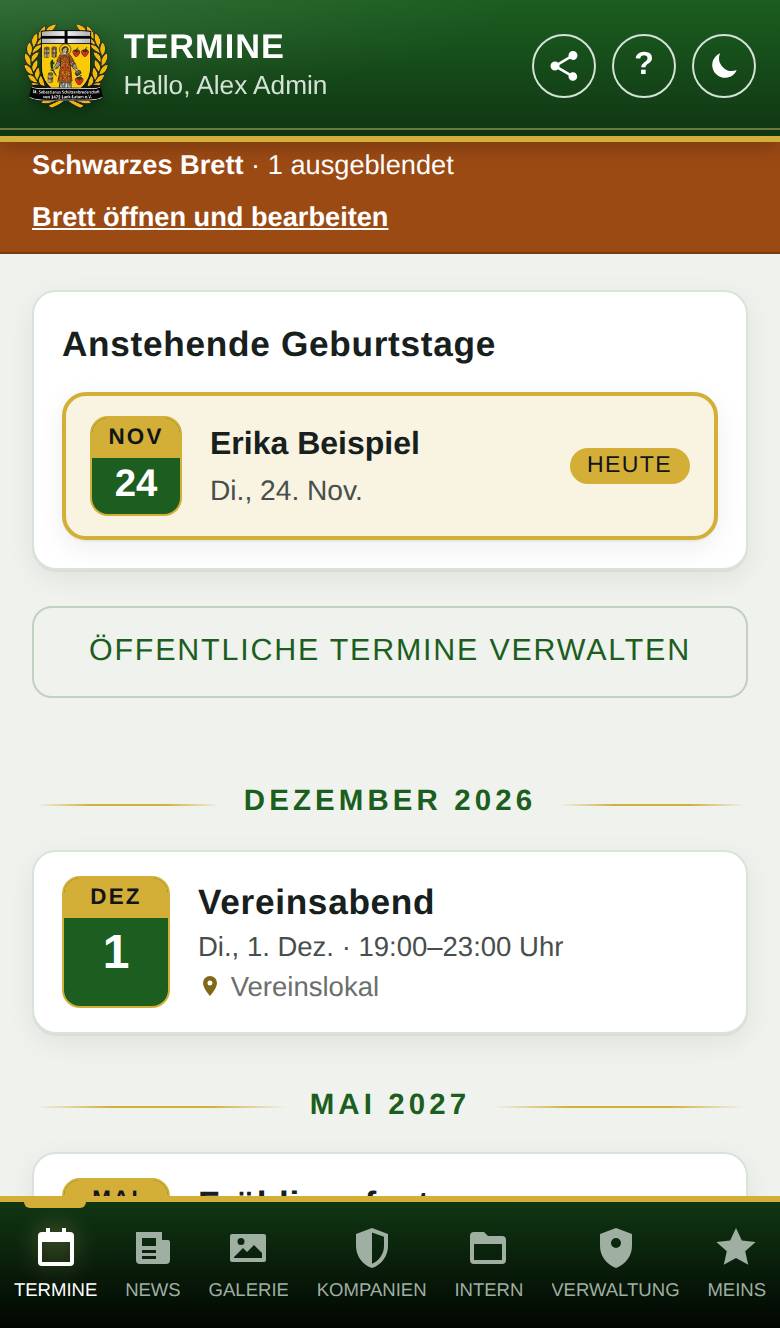 TERMINE
Hallo, Alex Admin
?
Schwarzes Brett · 1 ausgeblendet
Brett öffnen und bearbeiten
Anstehende Geburtstage
NOV
24
Erika Beispiel
Di., 24. Nov.
HEUTE
ÖFFENTLICHE TERMINE VERWALTEN
DEZEMBER 2026
DEZ
1
Vereinsabend
Di., 1. Dez. · 19:00–23:00 Uhr
Vereinslokal
MAI 2027
TERMINE
NEWS
GALERIE
KOMPANIEN
INTERN
VERWALTUNG
MEINS